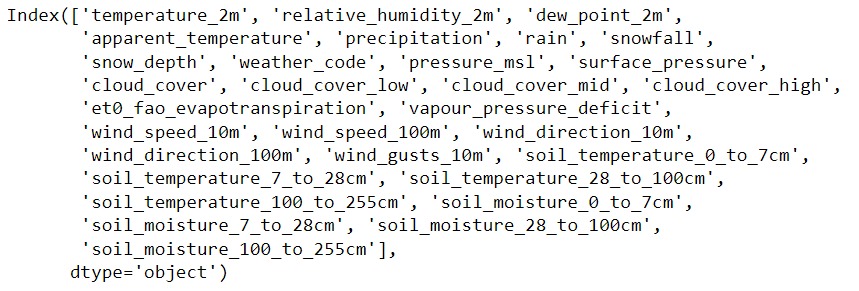 Index(['temperature_2m', 'relative_humidity_2m', 'dew_point_2m',
'apparent_temperature', 'precipitation', 'rain', 'snowfall',
'snow_depth', 'weather_code', 'pressure_msl', 'surface_pressure',
'cloud_cover', 'cloud_cover_low', 'cloud_cover_mid', 'cloud_cover_high',
'et0_fao_evapotranspiration', 'vapour_pressure_deficit',
'wind_speed_10m', 'wind_speed_100m', 'wind_direction_10m',
'wind_direction_100m', 'wind_gusts_10m', 'soil_temperature_0_to_7cm',
'soil_temperature_7_to_28cm', 'soil_temperature_28_to_100cm',
'soil_temperature_100_to_255cm', 'soil_moisture_0_to_7cm',
'soil_moisture_7_to_28cm', 'soil_moisture_28_to_100cm',
'soil_moisture_100_to_255cm'],
dtype='object')